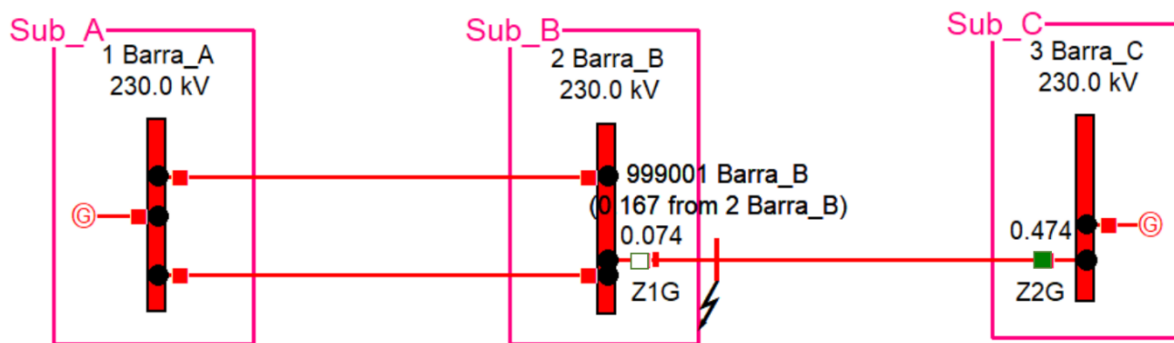 Sub_A
1 Barra_A
230.0 kV
G
Sub_B
2 Barra_B
230.0 kV
999001 Barra_B
(0.167 from 2 Barra_B)
0.074
Z1G
Sub_C
3 Barra_C
230.0 kV
0.474
G
Z2G